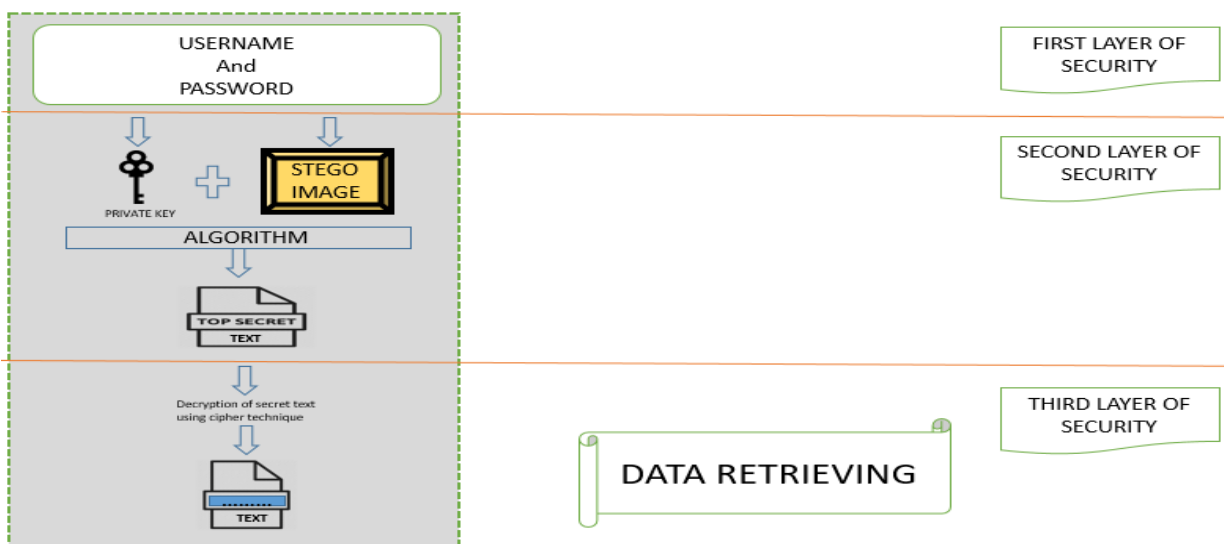 USERNAME
And
PASSWORD
FIRST LAYER OF
SECURITY
SECOND LAYER OF
SECURITY
STEGO
IMAGE
PRIVATE KEY
ALGORITHM
TOP SECRET
TEXT
Decryption of secret text
using cipher technique
THIRD LAYER OF
SECURITY
DATA RETRIEVING
.........
TEXT